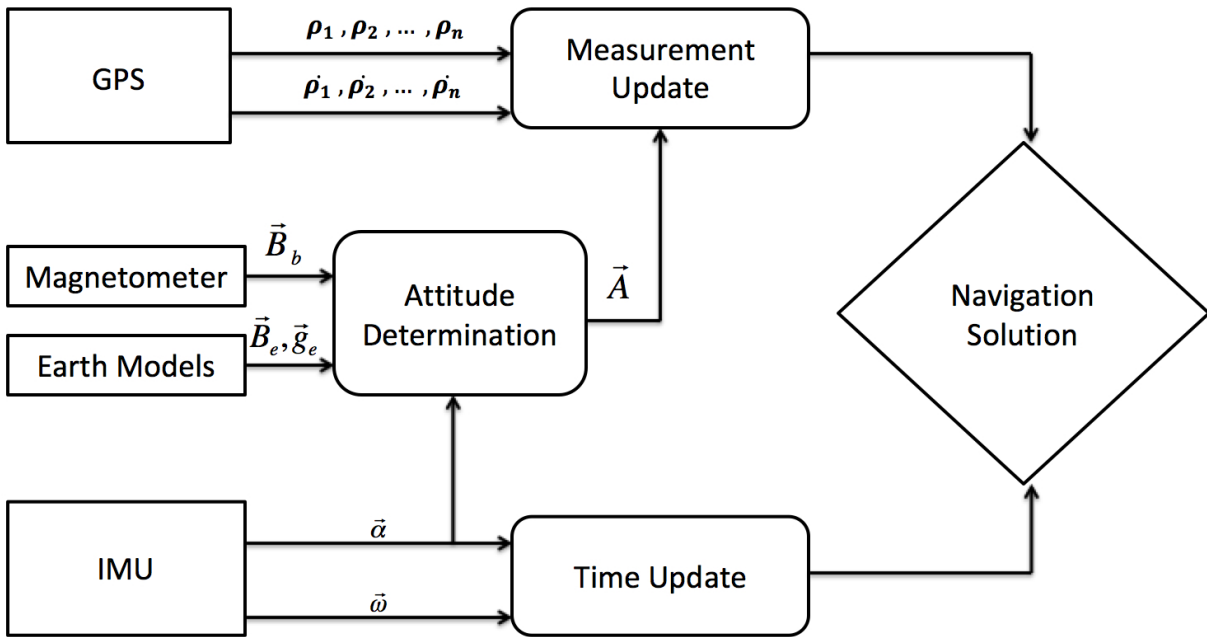 GPS
ρ₁ , ρ₂ , … , ρₙ
ρ̇₁ , ρ̇₂ , … , ρ̇ₙ
Measurement
Update
Magnetometer
B⃗_b
Earth Models
B⃗_e, g⃗_e
Attitude
Determination
A⃗
Navigation
Solution
IMU
α⃗
ω⃗
Time Update